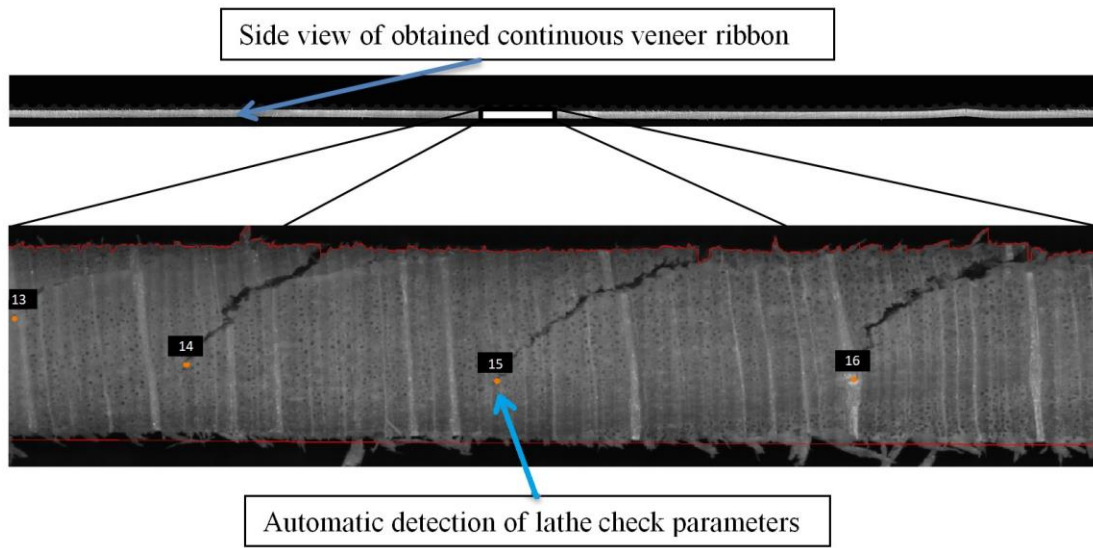 Side view of obtained continuous veneer ribbon
13
14
15
16
Automatic detection of lathe check parameters